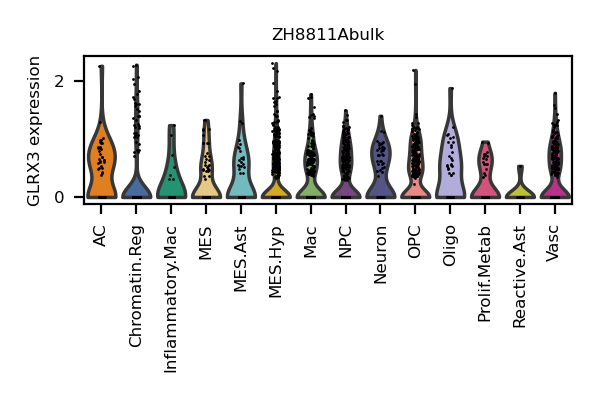 ZH8811Abulk
GLRX3 expression
2
0
AC
Chromatin.Reg
Inflammatory.Mac
MES
MES.Ast
MES.Hyp
Mac
NPC
Neuron
OPC
Oligo
Prolif.Metab
Reactive.Ast
Vasc